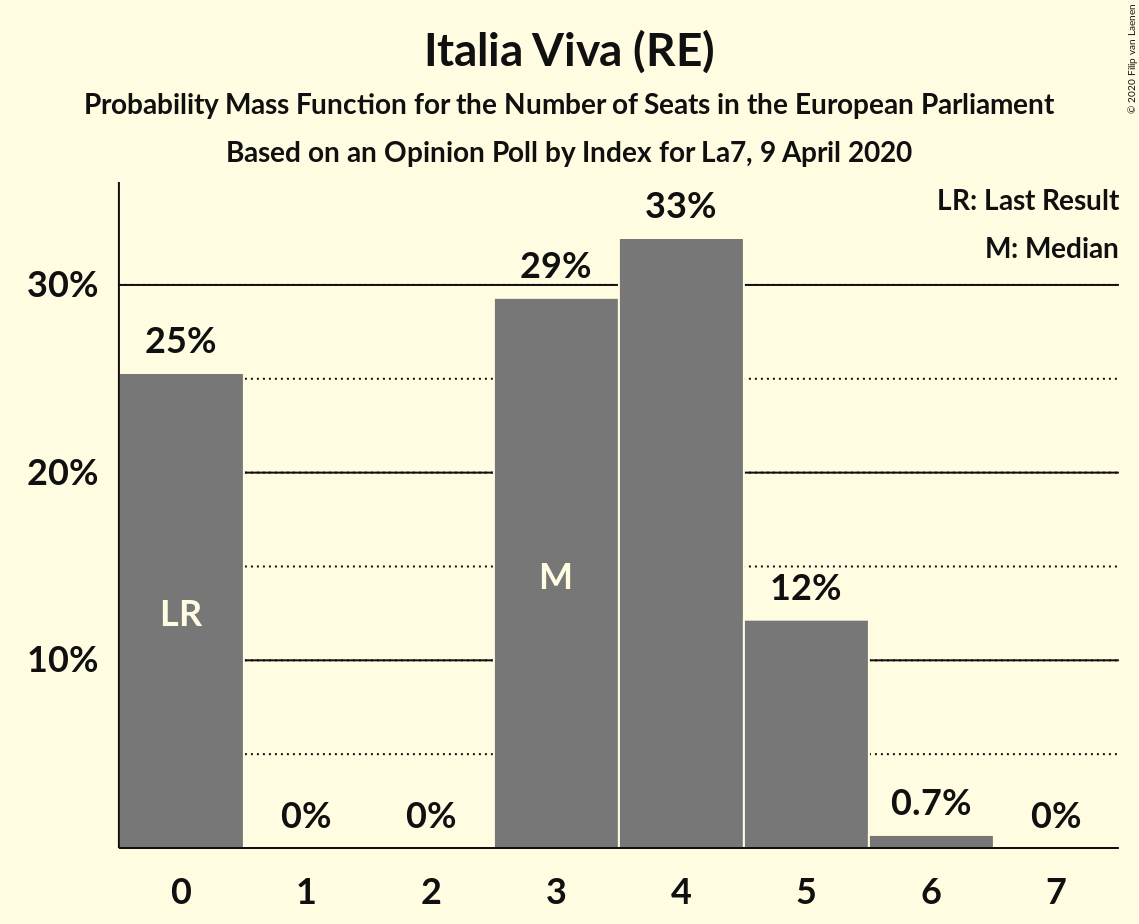 Italia Viva (RE)
Probability Mass Function for the Number of Seats in the European Parliament
Based on an Opinion Poll by Index for La7, 9 April 2020
© 2020 Filip van Laenen
LR: Last Result
M: Median
33%
29%
30%
25%
20%
M
12%
LR
10%
0.7%
0%
0%
0%
0 1 2 3 4 5 6 7